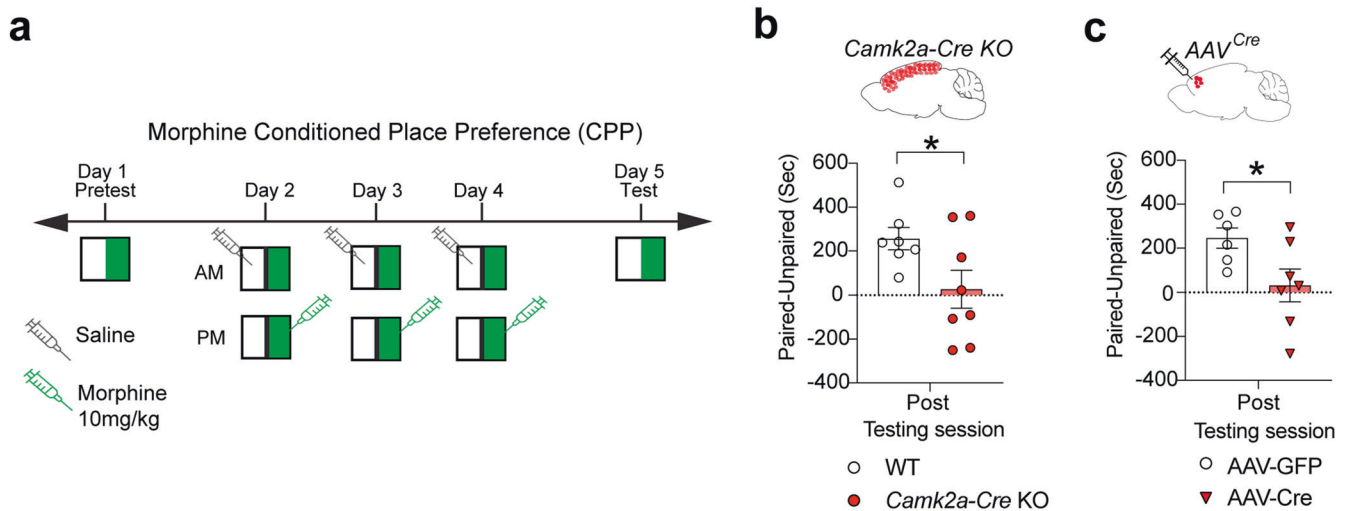 a
Morphine Conditioned Place Preference (CPP)
Day 1
Pretest
Day 2
Day 3
Day 4
Day 5
Test
AM
PM
Saline
Morphine
10mg/kg
b
Camk2a-Cre KO
*
Paired-Unpaired (Sec)
600
400
200
0
-200
-400
Post
Testing session
WT
Camk2a-Cre KO
c
AAV^Cre
*
Paired-Unpaired (Sec)
600
400
200
0
-200
-400
Post
Testing session
AAV-GFP
AAV-Cre